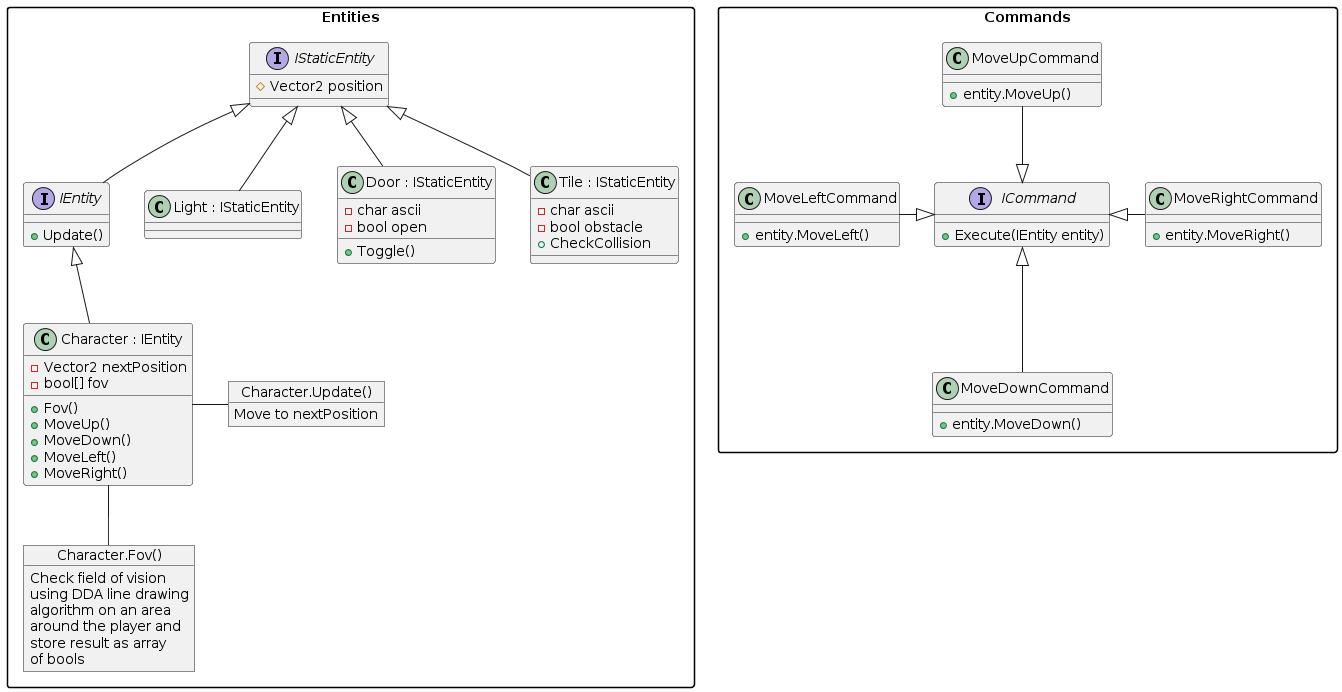 Entities
I IStaticEntity
Vector2 position
I IEntity
Update()
C Light : IStaticEntity
C Door : IStaticEntity
char ascii
bool open
Toggle()
C Tile : IStaticEntity
char ascii
bool obstacle
CheckCollision
C Character : IEntity
Vector2 nextPosition
bool[] fov
Fov()
MoveUp()
MoveDown()
MoveLeft()
MoveRight()
Character.Update()
Move to nextPosition
Character.Fov()
Check field of vision
using DDA line drawing
algorithm on an area
around the player and
store result as array
of bools
Commands
C MoveUpCommand
entity.MoveUp()
C MoveLeftCommand
entity.MoveLeft()
I ICommand
Execute(IEntity entity)
C MoveRightCommand
entity.MoveRight()
C MoveDownCommand
entity.MoveDown()